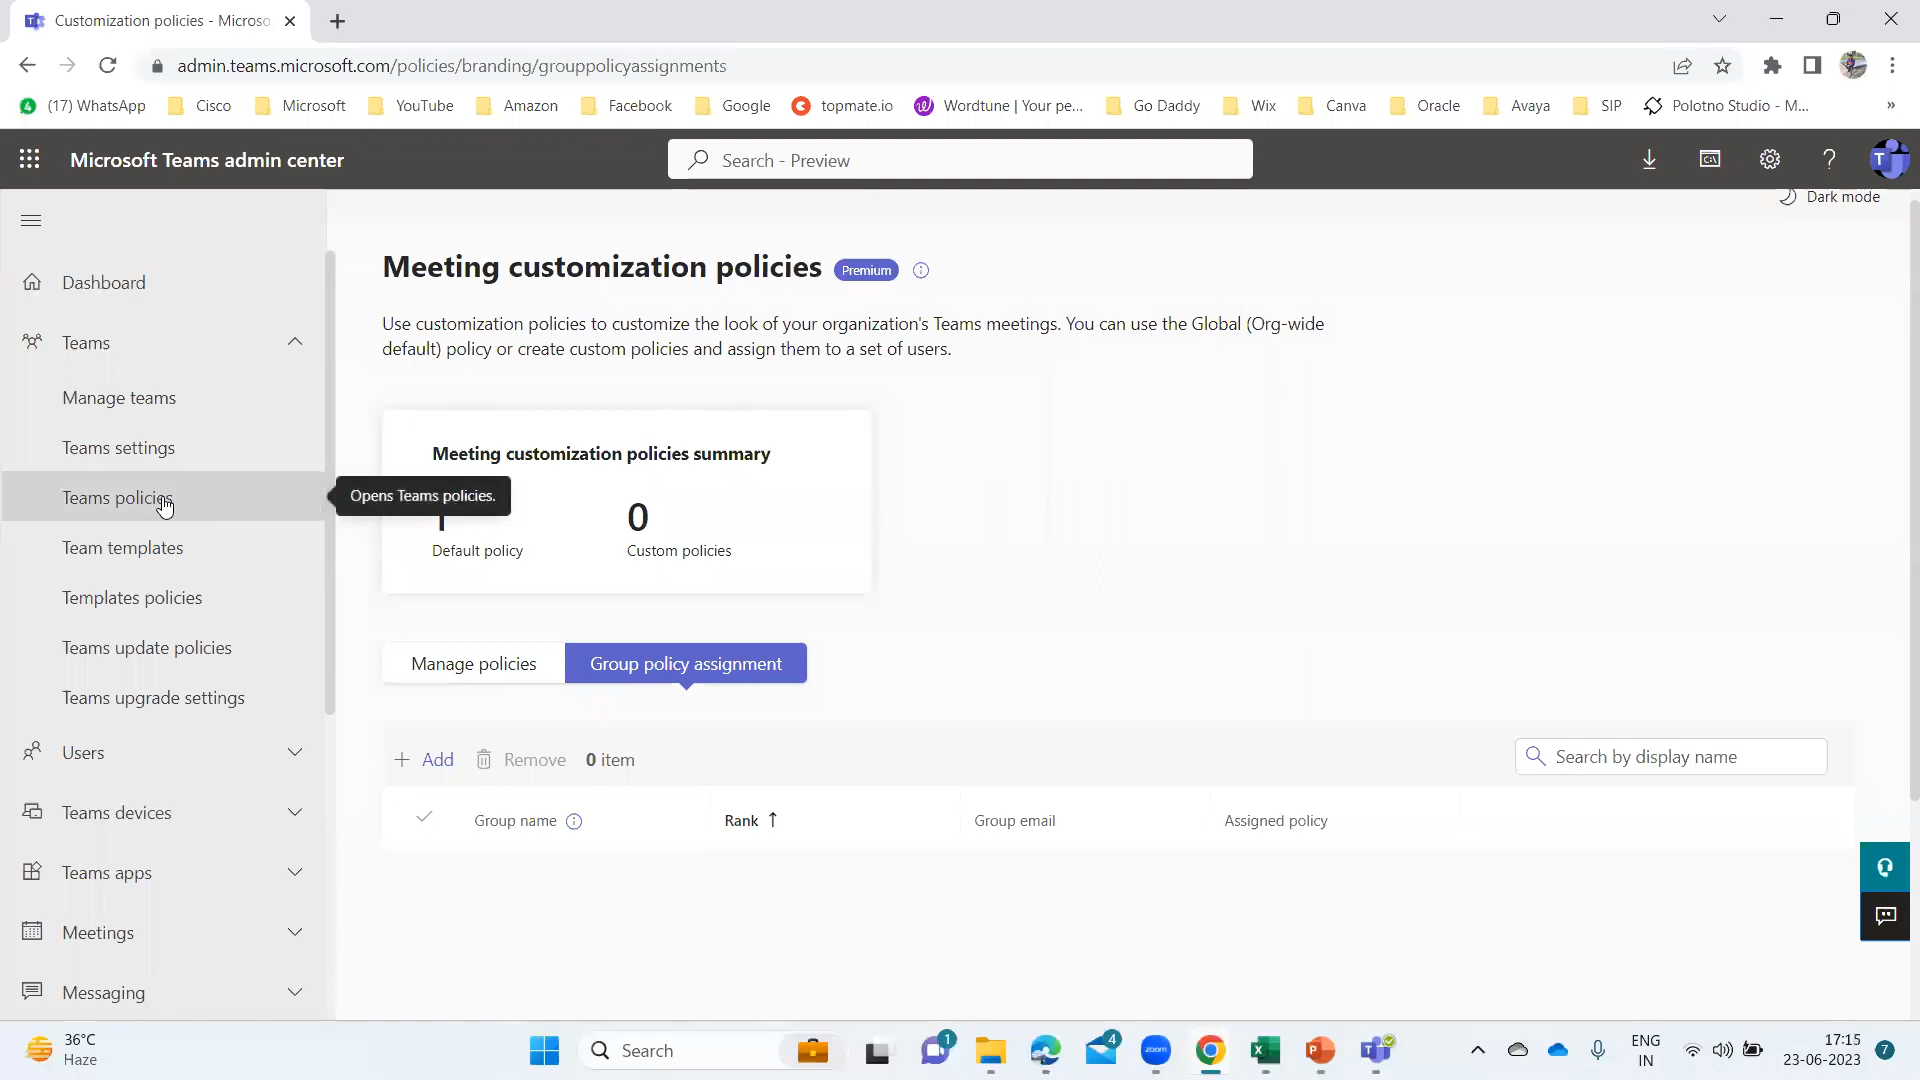 Customization policies - Microso
admin.teams.microsoft.com/policies/branding/grouppolicyassignments
4 (17) WhatsApp Cisco Microsoft YouTube Amazon Facebook Google topmate.io Wordtune | Your pe... Go Daddy Wix Canva Oracle Avaya SIP Polotno Studio - M... »
Microsoft Teams admin center
Search - Preview
T
Dark mode
Dashboard
Teams
Manage teams
Teams settings
Teams policies
Team templates
Templates policies
Teams update policies
Teams upgrade settings
Users
Teams devices
Teams apps
Meetings
Messaging
Meeting customization policies Premium
Use customization policies to customize the look of your organization's Teams meetings. You can use the Global (Org-wide
default) policy or create custom policies and assign them to a set of users.
Meeting customization policies summary
Opens Teams policies.
1 0
Default policy Custom policies
Manage policies Group policy assignment
+ Add Remove 0 item
Search by display name
Group name Rank ↑ Group email Assigned policy
36°C
Haze
Search
1
4
zoom
ENG
IN
17:15
23-06-2023
7